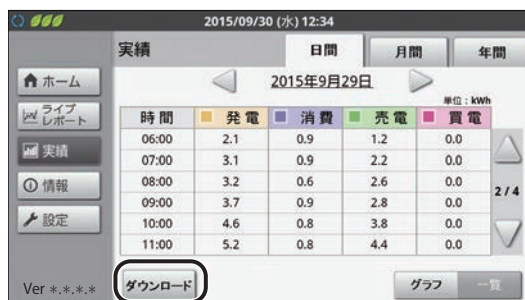 2015/09/30 (水) 12:34
実績 日間 月間 年間
ホーム
ライブレポート
実績
情報
設定
2015年9月29日
単位：kWh
時間 発電 消費 売電 買電
06:00 2.1 0.9 1.2 0.0
07:00 3.1 0.9 2.2 0.0
08:00 3.2 0.6 2.6 0.0
09:00 3.7 0.9 2.8 0.0
10:00 4.6 0.8 3.8 0.0
11:00 5.2 0.8 4.4 0.0
2/4
Ver *.*.*.*
ダウンロード グラフ 一覧